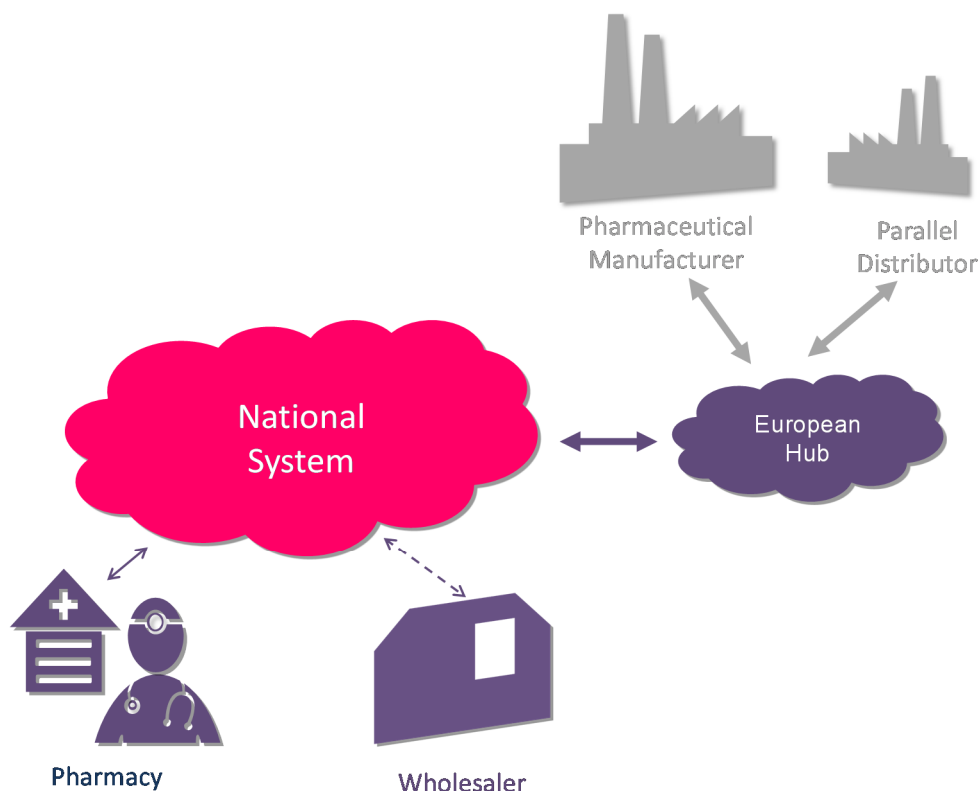 Pharmaceutical
Manufacturer
Parallel
Distributor
National
System
European
Hub
Pharmacy
Wholesaler